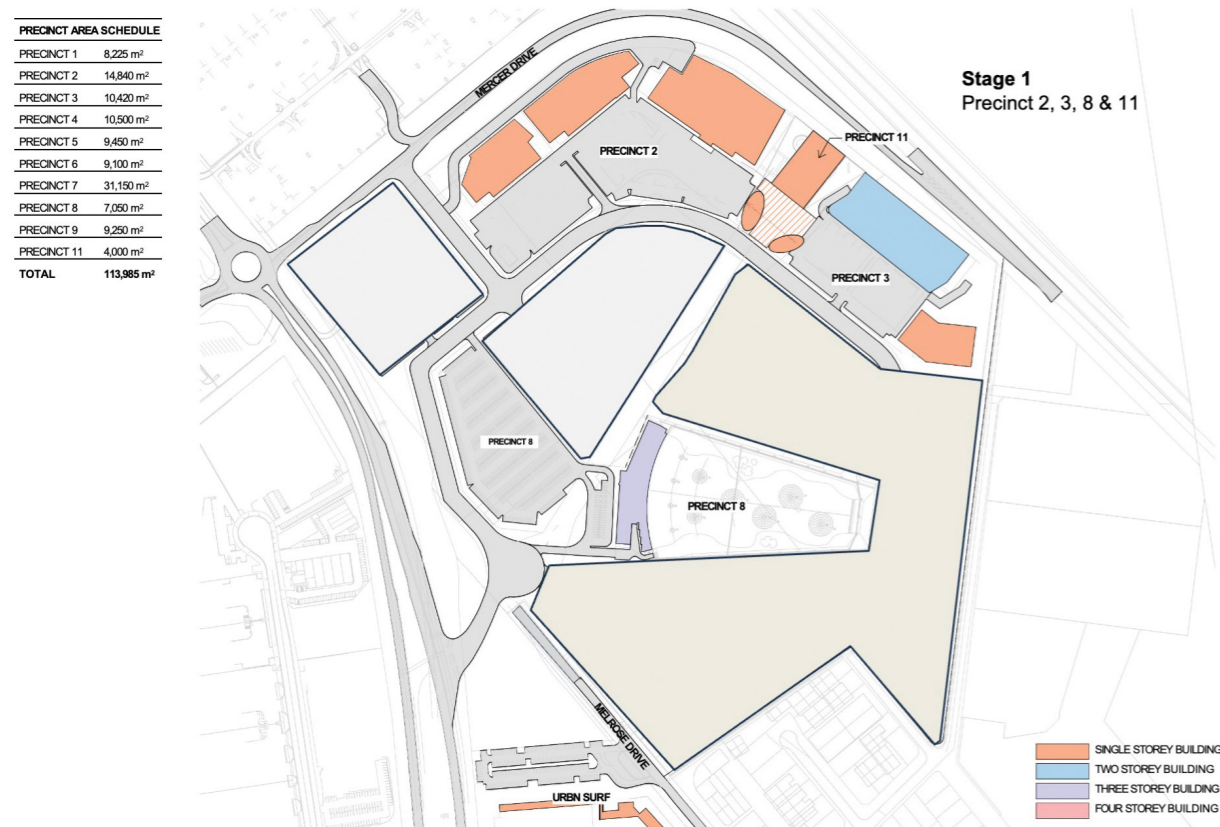 PRECINCT AREA SCHEDULE
PRECINCT 1 8,225 m²
PRECINCT 2 14,840 m²
PRECINCT 3 10,420 m²
PRECINCT 4 10,500 m²
PRECINCT 5 9,450 m²
PRECINCT 6 9,100 m²
PRECINCT 7 31,150 m²
PRECINCT 8 7,050 m²
PRECINCT 9 9,250 m²
PRECINCT 11 4,000 m²
TOTAL 113,985 m²
Stage 1
Precinct 2, 3, 8 & 11
MERCER DRIVE
PRECINCT 11
PRECINCT 2
PRECINCT 3
PRECINCT 8
PRECINCT 8
MELROSE DRIVE
URBN SURF
SINGLE STOREY BUILDING
TWO STOREY BUILDING
THREE STOREY BUILDING
FOUR STOREY BUILDING